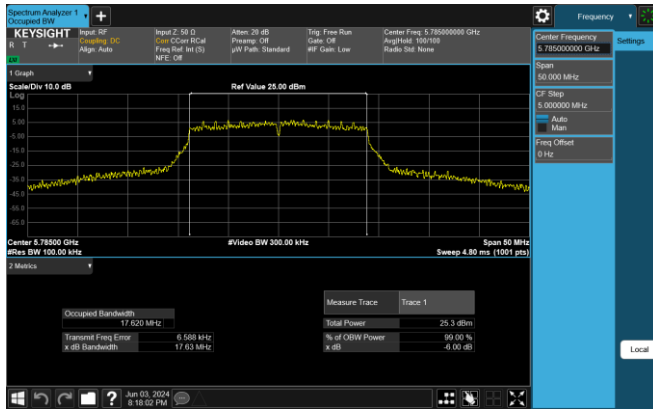 Spectrum Analyzer 1
Occupied BW
Frequency
KEYSIGHT
R T
Input: RF
Coupling: DC
Align: Auto
Input Z: 50 Ω
Corr CCorr RCal
Freq Ref: Int (S)
NFE: Off
Atten: 20 dB
Preamp: Off
µW Path: Standard
Trig: Free Run
Gate: Off
#IF Gain: Low
Center Freq: 5.785000000 GHz
Avg|Hold: 100/100
Radio Std: None
Center Frequency
5.785000000 GHz
Settings
Span
50.000 MHz
CF Step
5.000000 MHz
Auto
Man
Freq Offset
0 Hz
1 Graph
Scale/Div 10.0 dB
Ref Value 25.00 dBm
Log
15.0
5.00
-5.00
-15.0
-25.0
-35.0
-45.0
-55.0
-65.0
Center 5.78500 GHz
#Video BW 300.00 kHz
Span 50 MHz
#Res BW 100.00 kHz
Sweep 4.80 ms (1001 pts)
2 Metrics
Occupied Bandwidth
17.620 MHz
Transmit Freq Error 6.588 kHz
x dB Bandwidth 17.63 MHz
Measure Trace Trace 1
Total Power 25.3 dBm
% of OBW Power 99.00 %
x dB -6.00 dB
Local
Jun 03, 2024
8:18:02 PM